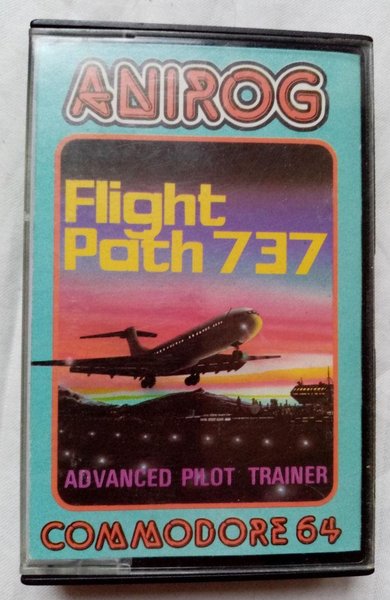 ANIROG
Flight
Path 737
ADVANCED PILOT TRAINER
COMMODORE 64